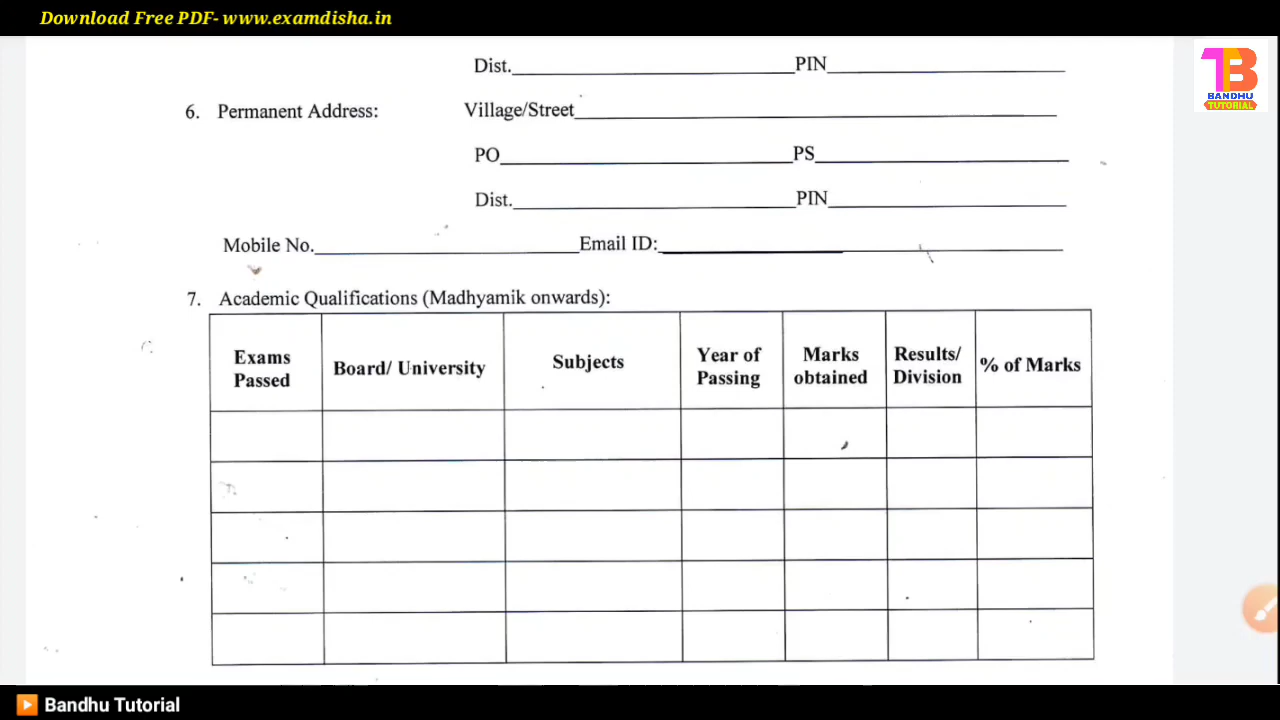 Download Free PDF- www.examdisha.in
Dist. PIN
6. Permanent Address: Village/Street
PO PS
Dist. PIN
Mobile No. Email ID:
7. Academic Qualifications (Madhyamik onwards):
Exams Passed Board/ University Subjects Year of Passing Marks obtained Results/ Division % of Marks
TB
BANDHU
TUTORIAL
Bandhu Tutorial